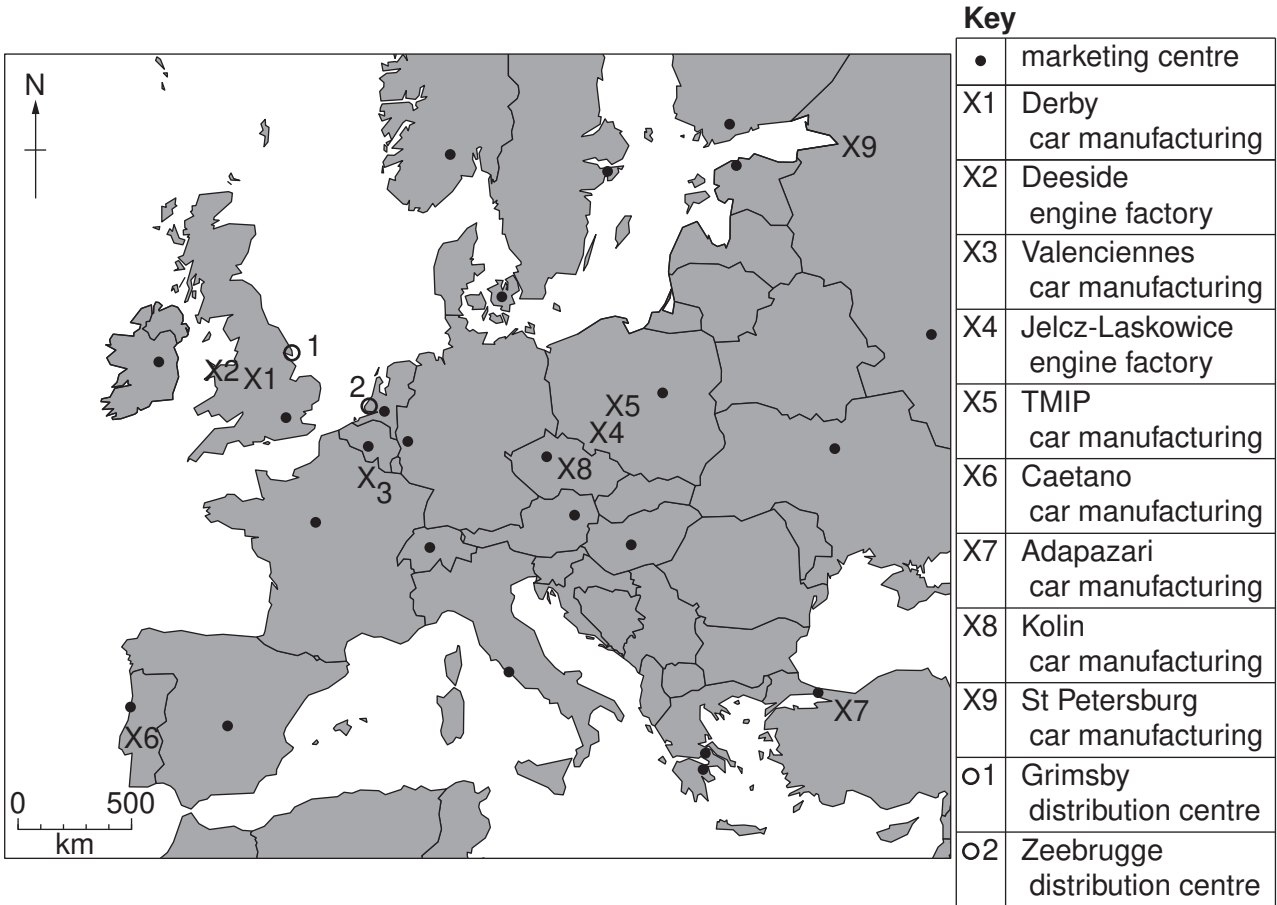 Key
marketing centre
X1 Derby
car manufacturing
X2 Deeside
engine factory
X3 Valenciennes
car manufacturing
X4 Jelcz-Laskowice
engine factory
X5 TMIP
car manufacturing
X6 Caetano
car manufacturing
X7 Adapazari
car manufacturing
X8 Kolin
car manufacturing
X9 St Petersburg
car manufacturing
1 Grimsby
distribution centre
2 Zeebrugge
distribution centre
N
X9
1
X2 X1
2
X5
X4
X8
X3
X7
X6
0 500
km